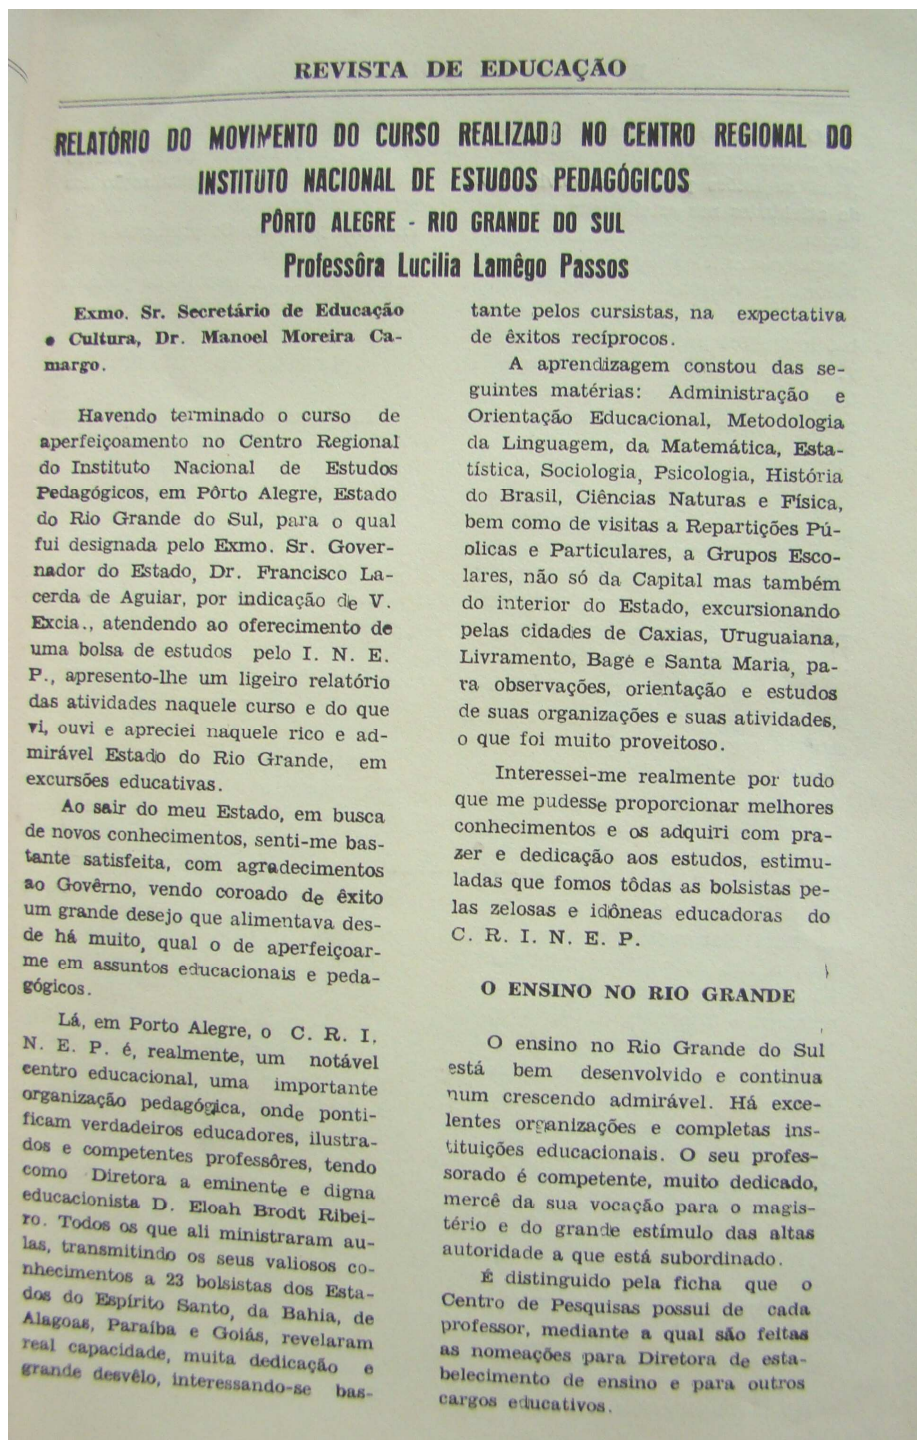 REVISTA DE EDUCAÇÃO
RELATÓRIO DO MOVIMENTO DO CURSO REALIZADO NO CENTRO REGIONAL DO
INSTITUTO NACIONAL DE ESTUDOS PEDAGÓGICOS
PÔRTO ALEGRE - RIO GRANDE DO SUL
Professôra Lucilia Lamêgo Passos
Exmo. Sr. Secretário de Educação
e Cultura, Dr. Manoel Moreira Ca-
margo.
Havendo terminado o curso de
aperfeiçoamento no Centro Regional
do Instituto Nacional de Estudos
Pedagógicos, em Pôrto Alegre, Estado
do Rio Grande do Sul, para o qual
fui designada pelo Exmo. Sr. Gover-
nador do Estado, Dr. Francisco La-
cerda de Aguiar, por indicação de V.
Excia., atendendo ao oferecimento de
uma bolsa de estudos pelo I. N. E.
P., apresento-lhe um ligeiro relatório
das atividades naquele curso e do que
vi, ouvi e apreciei naquele rico e ad-
mirável Estado do Rio Grande, em
excursões educativas.
Ao sair do meu Estado, em busca
de novos conhecimentos, senti-me bas-
tante satisfeita, com agradecimentos
ao Govêrno, vendo coroado de êxito
um grande desejo que alimentava des-
de há muito, qual o de aperfeiçoar-
me em assuntos educacionais e peda-
gógicos.
Lá, em Porto Alegre, o C. R. I.
N. E. P. é, realmente, um notável
centro educacional, uma importante
organização pedagógica, onde ponti-
ficam verdadeiros educadores, ilustra-
dos e competentes professôres, tendo
como Diretora a eminente e digna
educacionista D. Eloah Brodt Ribei-
ro. Todos os que ali ministraram au-
las, transmitindo os seus valiosos co-
nhecimentos a 23 bolsistas dos Esta-
dos do Espírito Santo, da Bahia, de
Alagoas, Paraíba e Goiás, revelaram
real capacidade, muita dedicação e
grande desvêlo, interessando-se bas-
tante pelos cursistas, na expectativa
de êxitos recíprocos.
A aprendizagem constou das se-
guintes matérias: Administração e
Orientação Educacional, Metodologia
da Linguagem, da Matemática, Esta-
tística, Sociologia, Psicologia, História
do Brasil, Ciências Naturas e Física,
bem como de visitas a Repartições Pú-
blicas e Particulares, a Grupos Esco-
lares, não só da Capital mas também
do interior do Estado, excursionando
pelas cidades de Caxias, Uruguaiana,
Livramento, Bagé e Santa Maria, pa-
ra observações, orientação e estudos
de suas organizações e suas atividades,
o que foi muito proveitoso.
Interessei-me realmente por tudo
que me pudesse proporcionar melhores
conhecimentos e os adquiri com pra-
zer e dedicação aos estudos, estimu-
ladas que fomos tôdas as bolsistas pe-
las zelosas e idôneas educadoras do
C. R. I. N. E. P.
O ENSINO NO RIO GRANDE
O ensino no Rio Grande do Sul
está bem desenvolvido e continua
num crescendo admirável. Há exce-
lentes organizações e completas ins-
tituições educacionais. O seu profes-
sorado é competente, muito dedicado,
mercê da sua vocação para o magis-
tério e do grande estímulo das altas
autoridade a que está subordinado.
É distinguido pela ficha que o
Centro de Pesquisas possui de cada
professor, mediante a qual são feitas
as nomeações para Diretora de esta-
belecimento de ensino e para outros
cargos educativos.